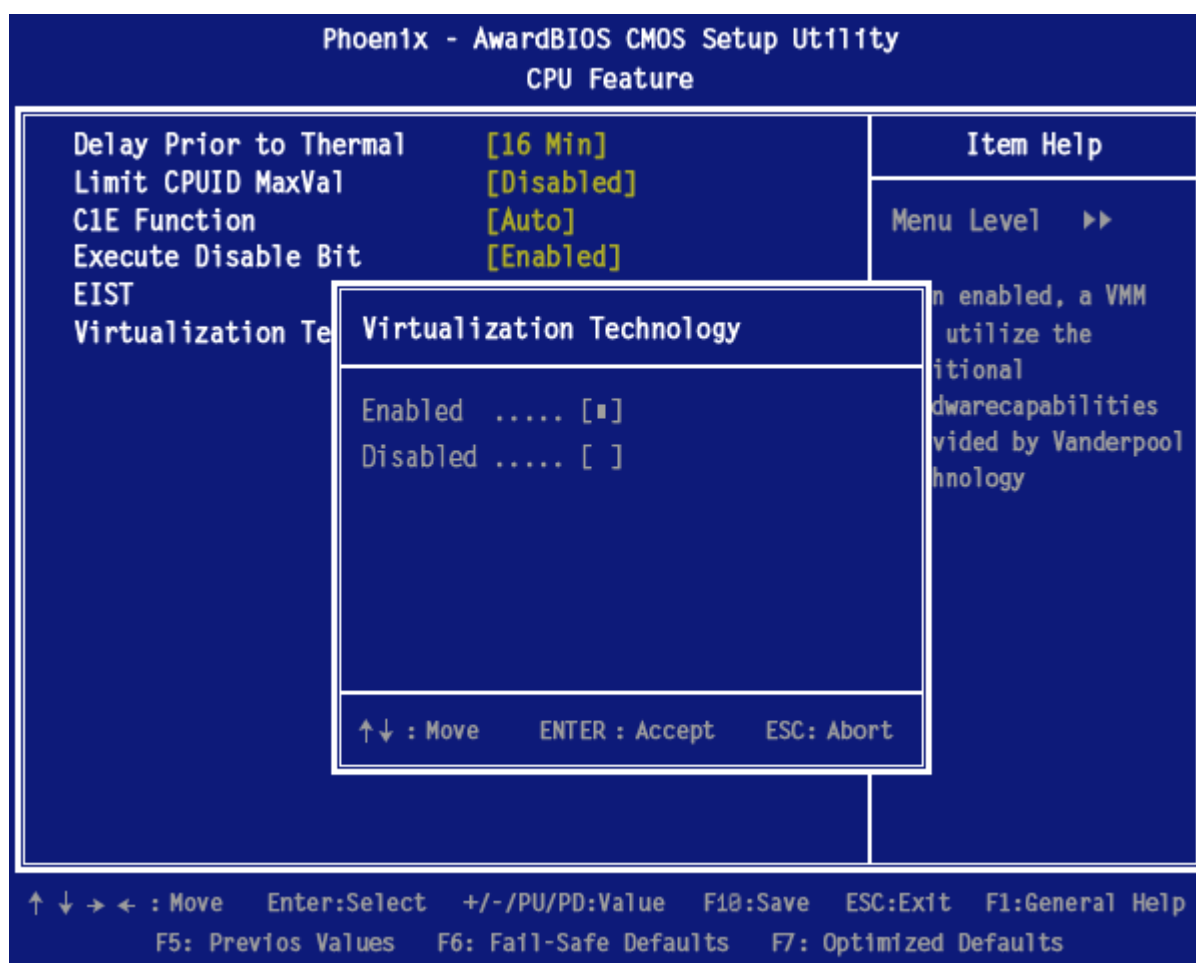 Phoenix - AwardBIOS CMOS Setup Utility
CPU Feature
Delay Prior to Thermal [16 Min]
Limit CPUID MaxVal [Disabled]
C1E Function [Auto]
Execute Disable Bit [Enabled]
EIST
Virtualization Te
Virtualization Technology
Enabled ..... [∎]
Disabled ..... [ ]
↑↓ : Move ENTER : Accept ESC: Abort
Item Help
Menu Level ▶▶
n enabled, a VMM
utilize the
itional
dwarecapabilities
vided by Vanderpool
hnology
↑ ↓ → ← : Move Enter:Select +/-/PU/PD:Value F10:Save ESC:Exit F1:General Help
F5: Previos Values F6: Fail-Safe Defaults F7: Optimized Defaults